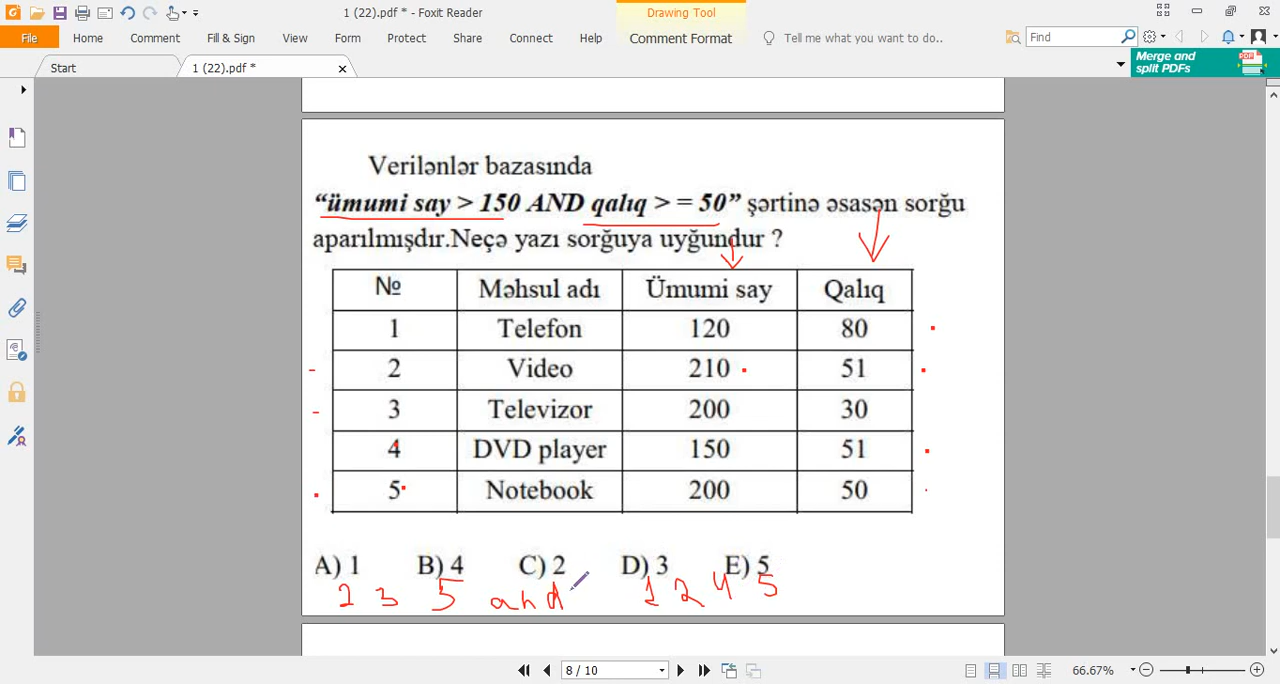 1 (22).pdf * - Foxit Reader
Drawing Tool
File Home Comment Fill & Sign View Form Protect Share Connect Help Comment Format Tell me what you want to do.. Find
Start 1 (22).pdf *
Merge and
split PDFs
Verilənlər bazasında
“ümumi say > 150 AND qalıq > = 50” şərtinə əsasən sorğu
aparılmışdır.Neçə yazı sorğuya uyğundur ?
№ Məhsul adı Ümumi say Qalıq
1 Telefon 120 80
2 Video 210 51
3 Televizor 200 30
4 DVD player 150 51
5 Notebook 200 50
A) 1 B) 4 C) 2 D) 3 E) 5
2 3 5 and 1 2 4 5
8 / 10
66.67%